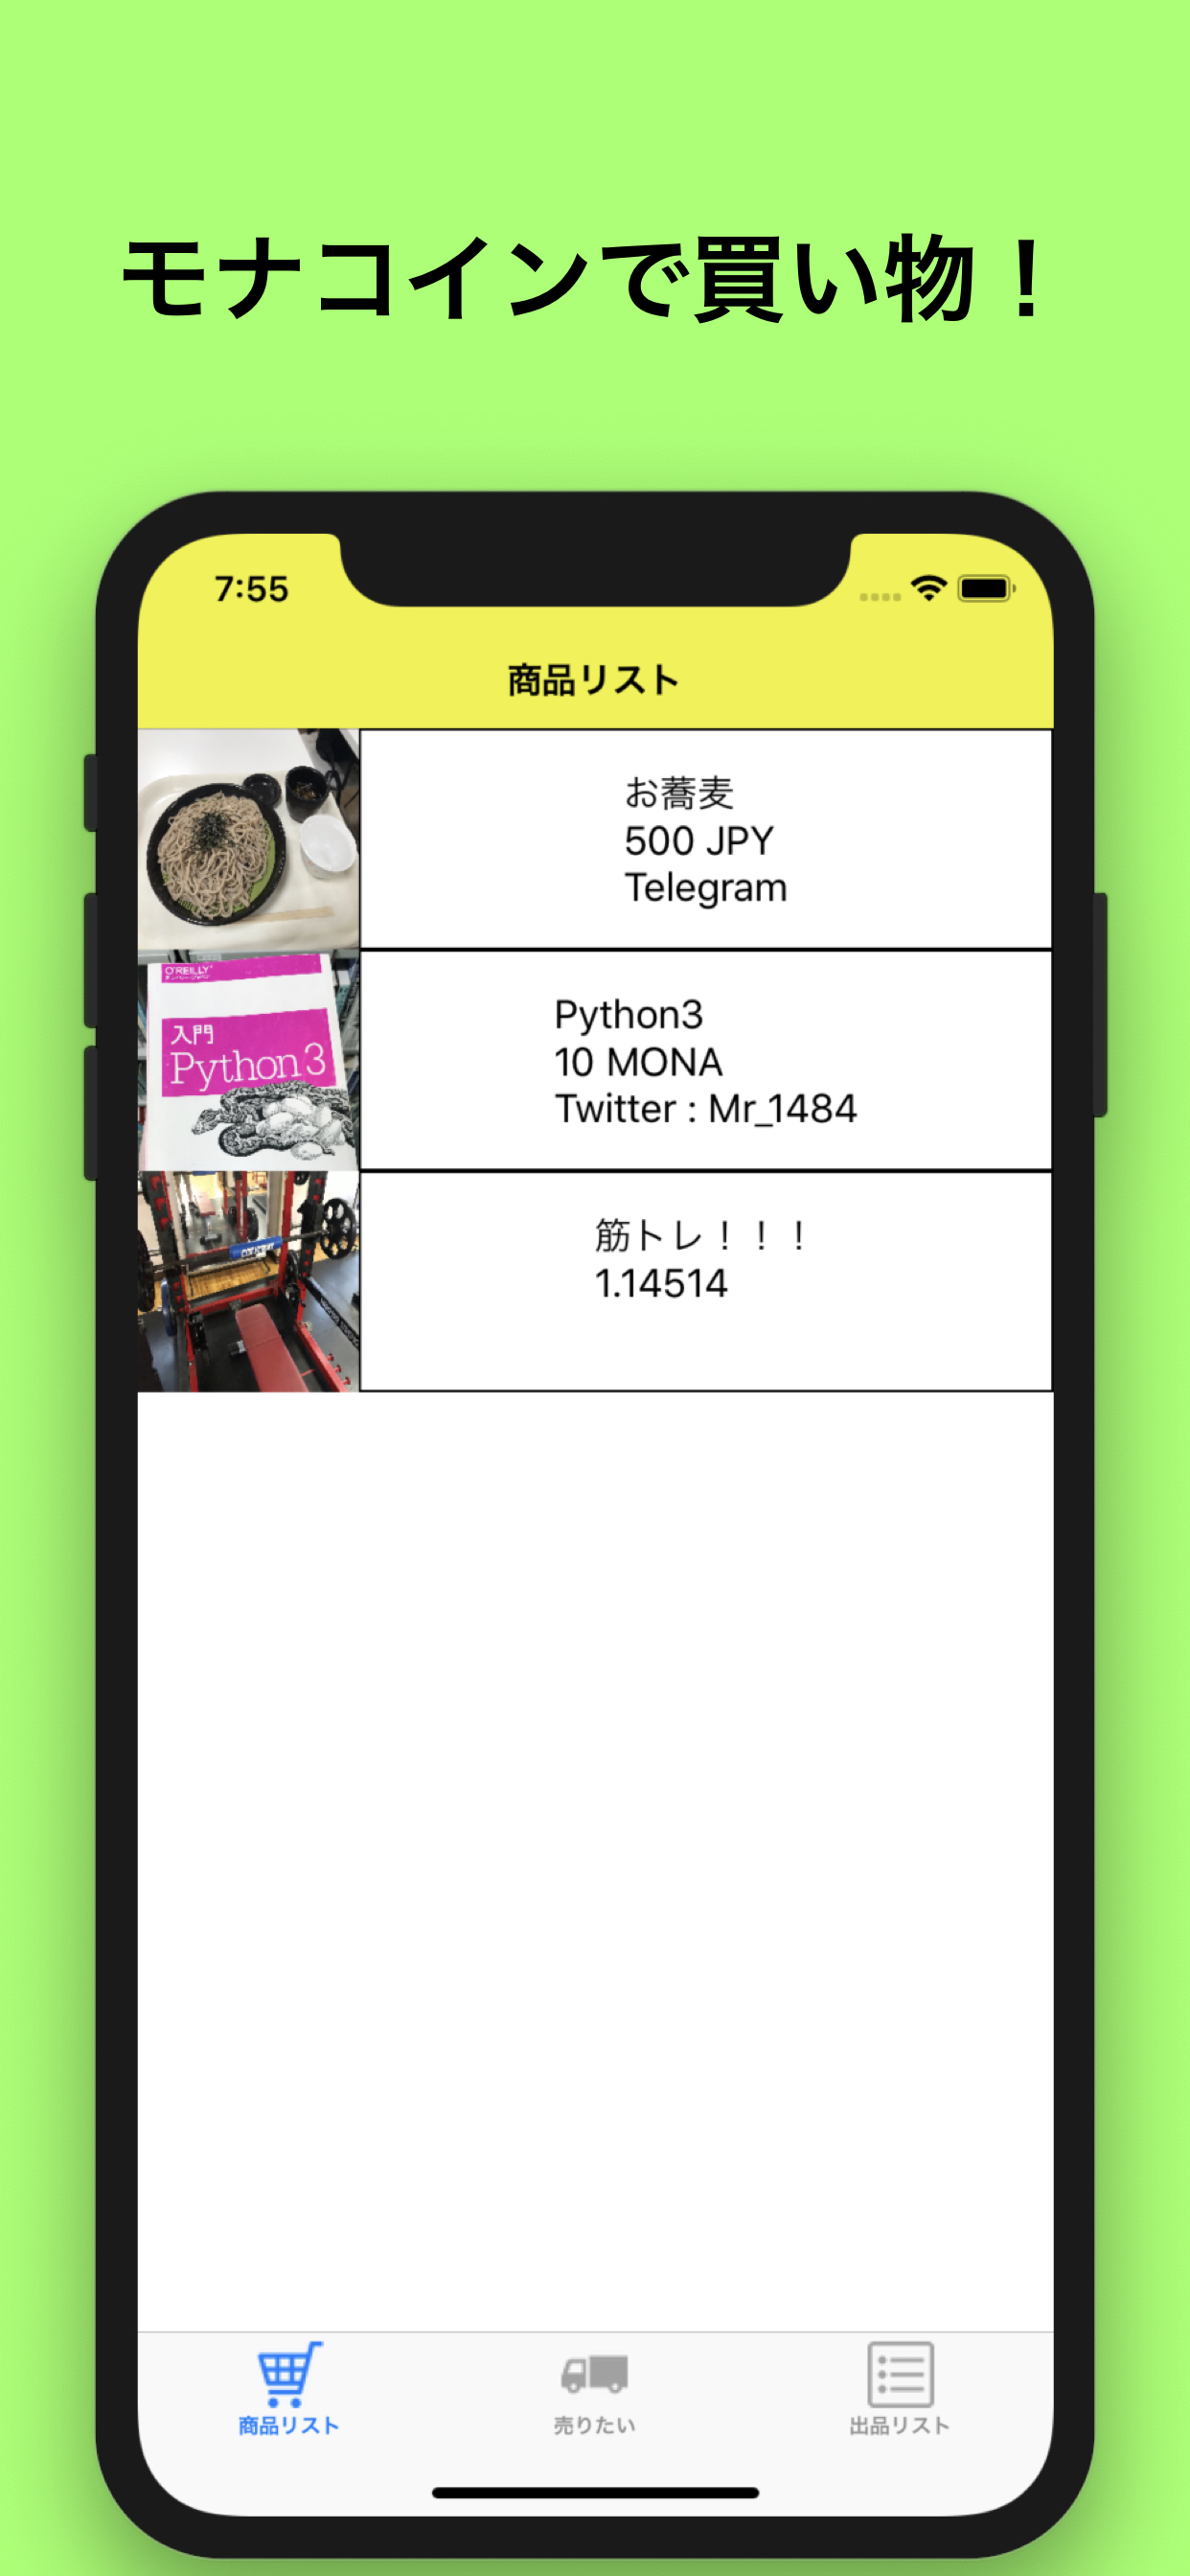 モナコインで買い物！
7:55
商品リスト
お蕎麦
500 JPY
Telegram
O'REILLY
入門
Python 3
Python3
10 MONA
Twitter : Mr_1484
筋トレ！！！
1.14514
商品リスト
売りたい
出品リスト